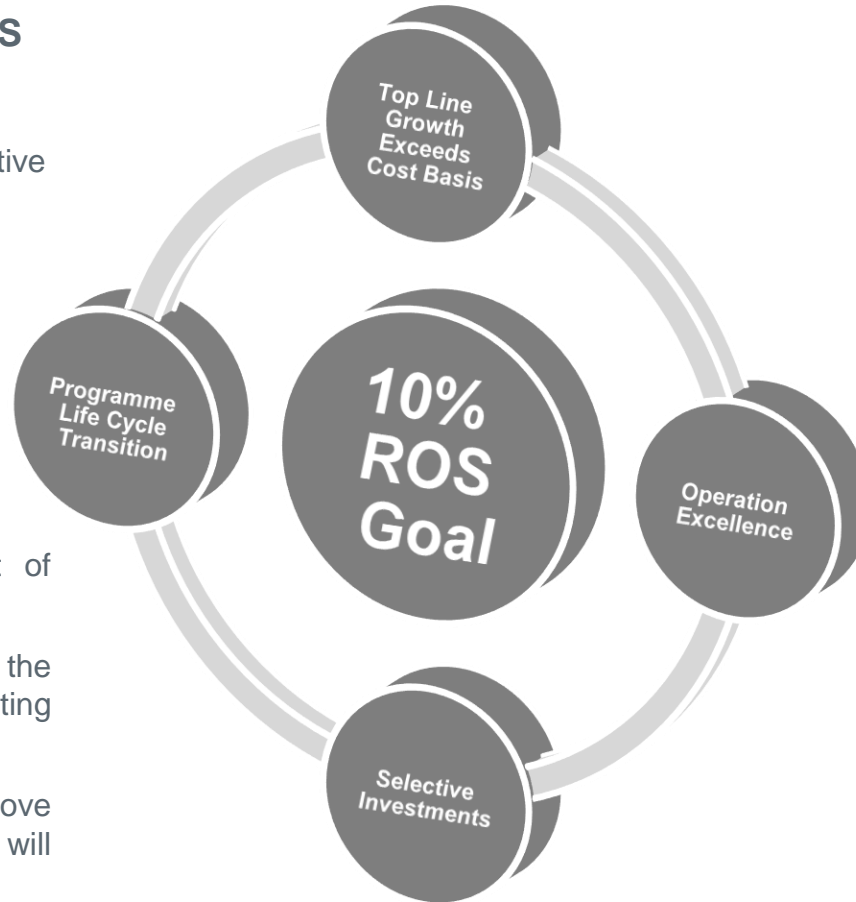 s
tive
of
the
ting
ove
will
Top Line
Growth
Exceeds
Cost Basis
Programme
Life Cycle
Transition
10%
ROS
Goal
Operation
Excellence
Selective
Investments